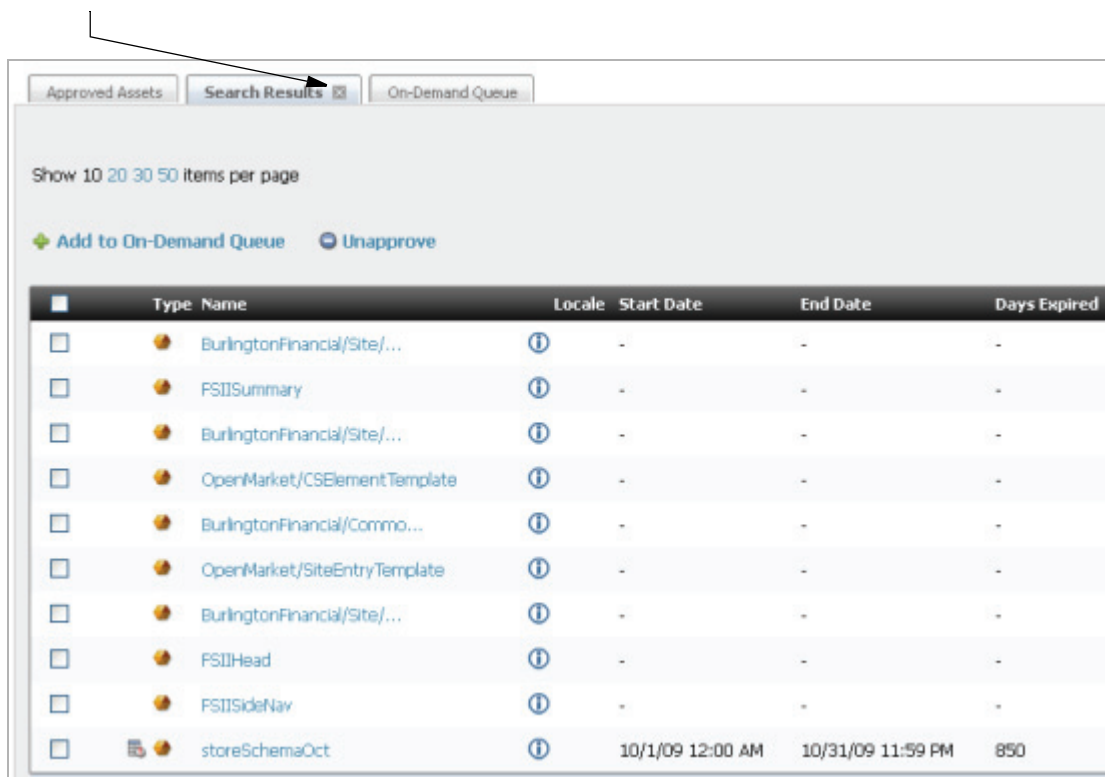 Approved Assets Search Results On-Demand Queue
Show 10 20 30 50 items per page
Add to On-Demand Queue Unapprove
Type Name Locale Start Date End Date Days Expired
BurlingtonFinancial/Site/... - - -
FSIISummary - - -
BurlingtonFinancial/Site/... - - -
OpenMarket/CSElementTemplate - - -
BurlingtonFinancial/Commo... - - -
OpenMarket/SiteEntryTemplate - - -
BurlingtonFinancial/Site/... - - -
FSIIHead - - -
FSIISideNav - - -
storeSchemaOct 10/1/09 12:00 AM 10/31/09 11:59 PM 850